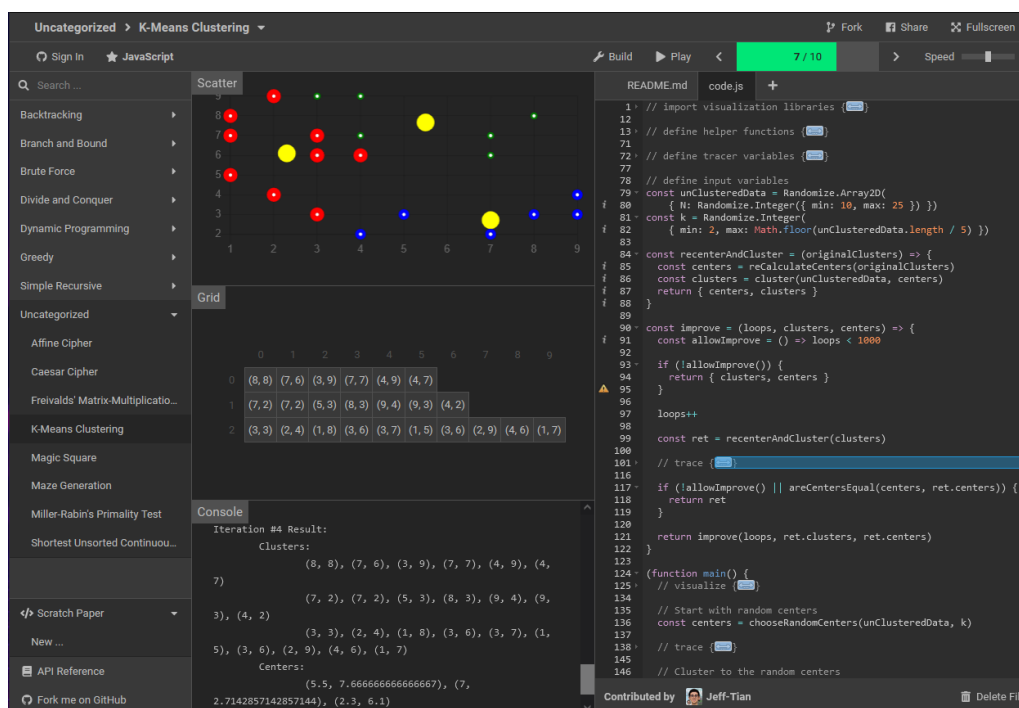 Uncategorized > K-Means Clustering
Fork
Share
Fullscreen
Sign In
JavaScript
Build
Play
7 / 10
Speed
Search ...
Backtracking
Branch and Bound
Brute Force
Divide and Conquer
Dynamic Programming
Greedy
Simple Recursive
Uncategorized
Affine Cipher
Caesar Cipher
Freivalds' Matrix-Multiplicatio...
K-Means Clustering
Magic Square
Maze Generation
Miller-Rabin's Primality Test
Shortest Unsorted Continuou...
</> Scratch Paper
New ...
API Reference
Fork me on GitHub
Scatter
9
8
7
6
5
4
3
2
1 2 3 4 5 6 7 8 9
Grid
0 1 2 3 4 5 6 7 8 9
0 (8, 8) (7, 6) (3, 9) (7, 7) (4, 9) (4, 7)
1 (7, 2) (7, 2) (5, 3) (8, 3) (9, 4) (9, 3) (4, 2)
2 (3, 3) (2, 4) (1, 8) (3, 6) (3, 7) (1, 5) (3, 6) (2, 9) (4, 6) (1, 7)
Console
Iteration #4 Result:
Clusters:
(8, 8), (7, 6), (3, 9), (7, 7), (4, 9), (4,
7)
(7, 2), (7, 2), (5, 3), (8, 3), (9, 4), (9,
3), (4, 2)
(3, 3), (2, 4), (1, 8), (3, 6), (3, 7), (1,
5), (3, 6), (2, 9), (4, 6), (1, 7)
Centers:
(5.5, 7.666666666666667), (7,
2.7142857142857144), (2.3, 6.1)
README.md
code.js
1 // import visualization libraries {
12
13 // define helper functions {
71
72 // define tracer variables {
77
78 // define input variables
79 const unClusteredData = Randomize.Array2D(
80 { N: Randomize.Integer({ min: 10, max: 25 }) })
81 const k = Randomize.Integer(
82 { min: 2, max: Math.floor(unClusteredData.length / 5) })
83
84 const recenterAndCluster = (originalClusters) => {
85 const centers = reCalculateCenters(originalClusters)
86 const clusters = cluster(unClusteredData, centers)
87 return { centers, clusters }
88 }
89
90 const improve = (loops, clusters, centers) => {
91 const allowImprove = () => loops < 1000
92
93 if (!allowImprove()) {
94 return { clusters, centers }
95 }
96
97 loops++
98
99 const ret = recenterAndCluster(clusters)
100
101 // trace {
116
117 if (!allowImprove() || areCentersEqual(centers, ret.centers)) {
118 return ret
119 }
120
121 return improve(loops, ret.clusters, ret.centers)
122 }
123
124 (function main() {
125 // visualize {
134
135 // Start with random centers
136 const centers = chooseRandomCenters(unClusteredData, k)
137
138 // trace {
145
146 // Cluster to the random centers
Contributed by Jeff-Tian
Delete Fil